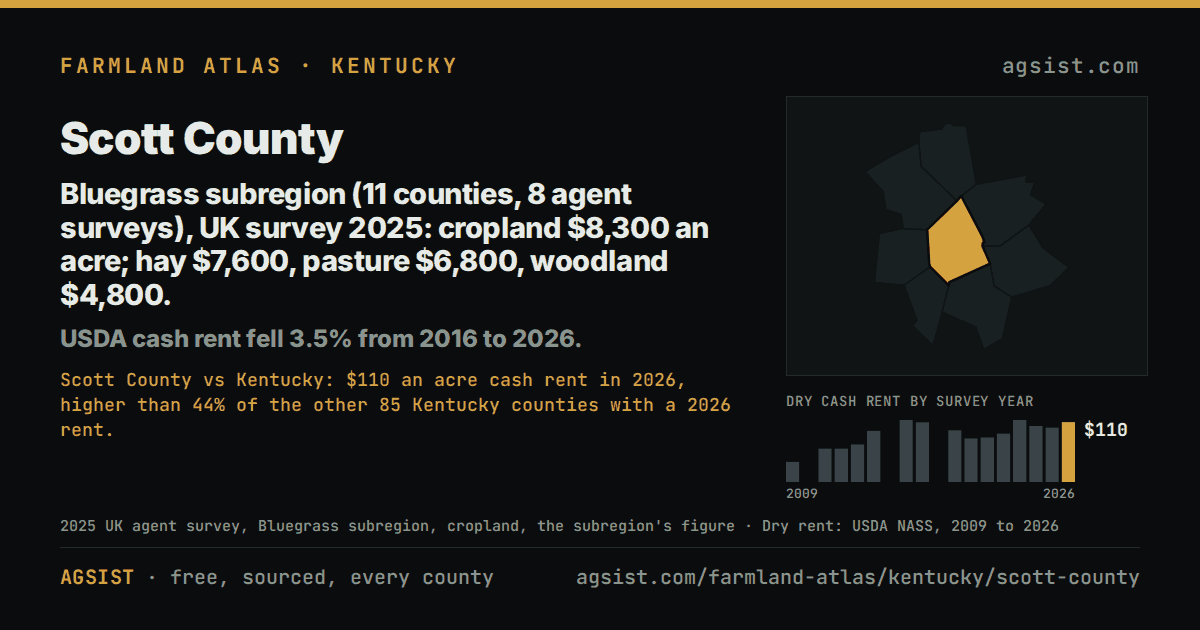 FARMLAND ATLAS · KENTUCKY
agsist.com
Scott County
Bluegrass subregion (11 counties, 8 agent
surveys), UK survey 2025: cropland $8,300 an
acre; hay $7,600, pasture $6,800, woodland
$4,800.
USDA cash rent fell 3.5% from 2016 to 2026.
Scott County vs Kentucky: $110 an acre cash rent in 2026,
higher than 44% of the other 85 Kentucky counties with a 2026
rent.
DRY CASH RENT BY SURVEY YEAR
$110
2009 2026
2025 UK agent survey, Bluegrass subregion, cropland, the subregion's figure · Dry rent: USDA NASS, 2009 to 2026
AGSIST · free, sourced, every county
agsist.com/farmland-atlas/kentucky/scott-county